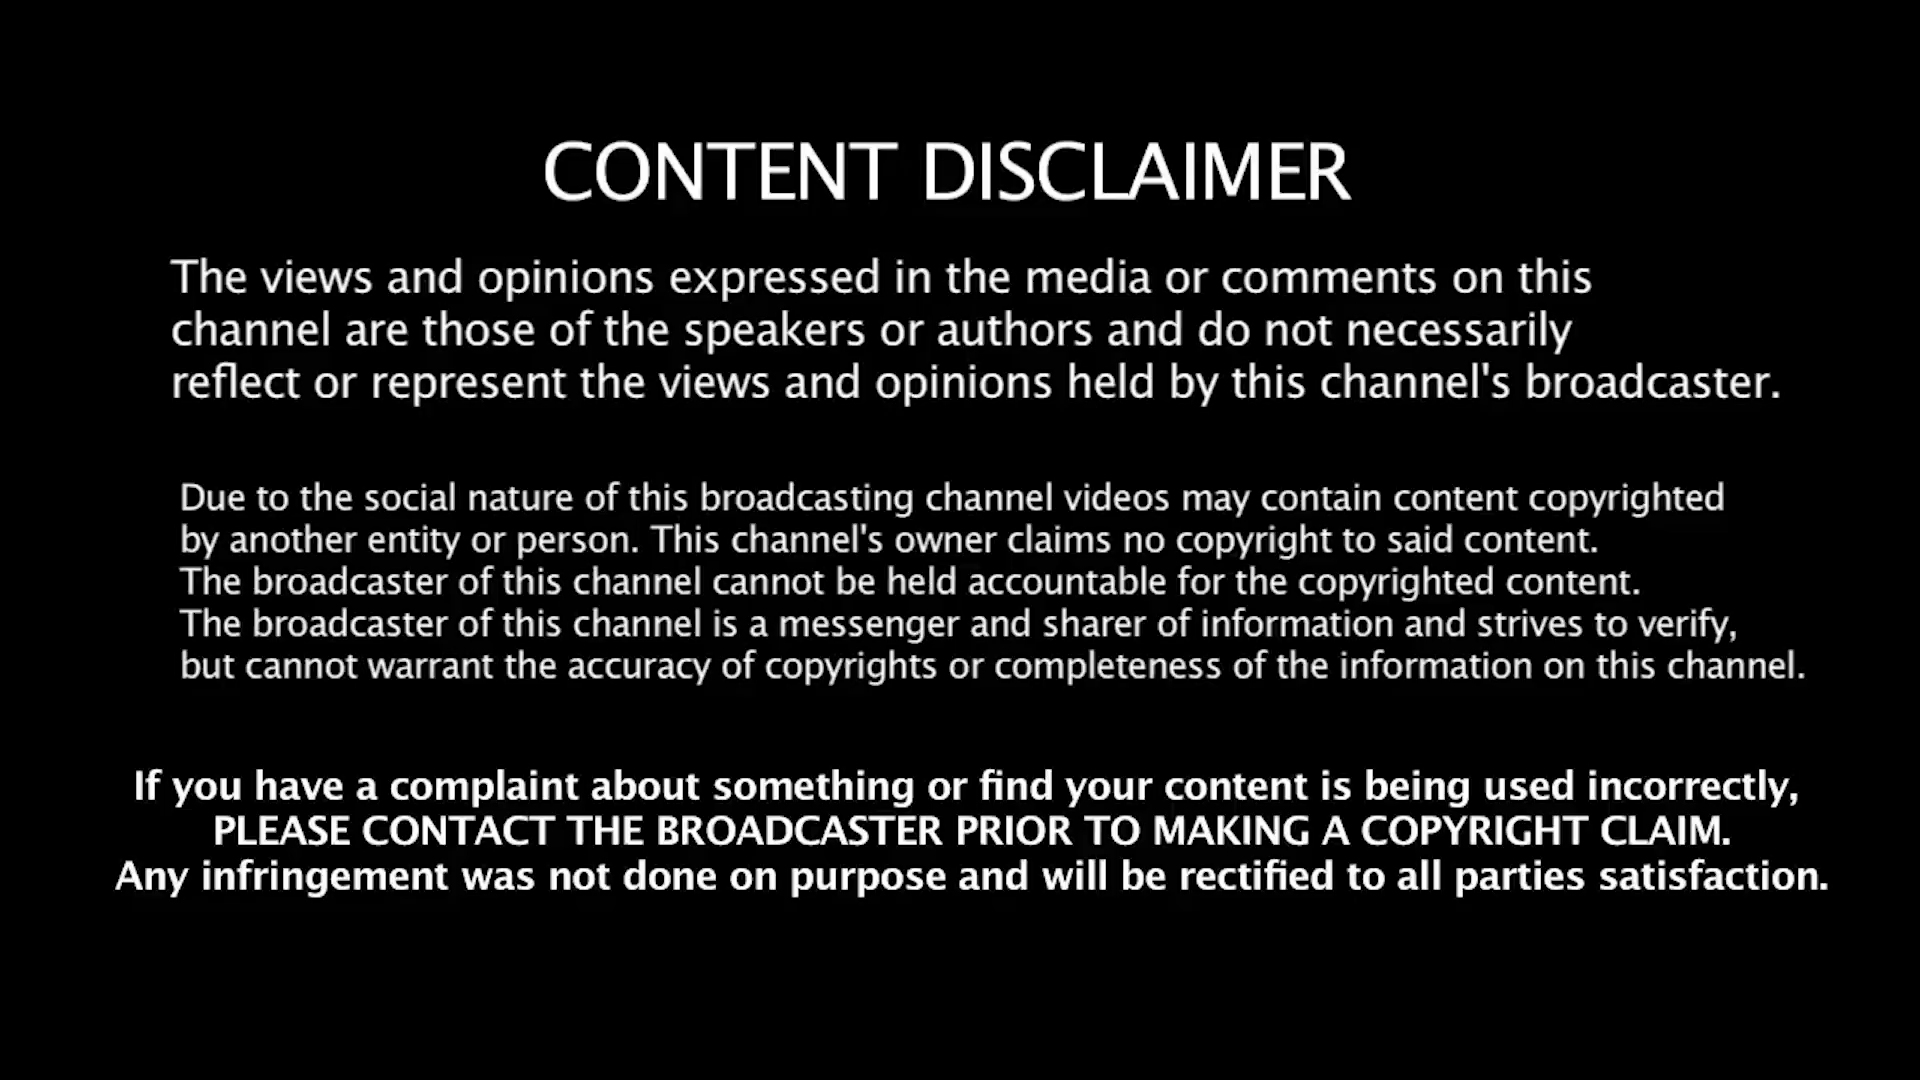 CONTENT DISCLAIMER
The views and opinions expressed in the media or comments on this
channel are those of the speakers or authors and do not necessarily
reflect or represent the views and opinions held by this channel's broadcaster.
Due to the social nature of this broadcasting channel videos may contain content copyrighted
by another entity or person. This channel's owner claims no copyright to said content.
The broadcaster of this channel cannot be held accountable for the copyrighted content.
The broadcaster of this channel is a messenger and sharer of information and strives to verify,
but cannot warrant the accuracy of copyrights or completeness of the information on this channel.
If you have a complaint about something or find your content is being used incorrectly,
PLEASE CONTACT THE BROADCASTER PRIOR TO MAKING A COPYRIGHT CLAIM.
Any infringement was not done on purpose and will be rectified to all parties satisfaction.